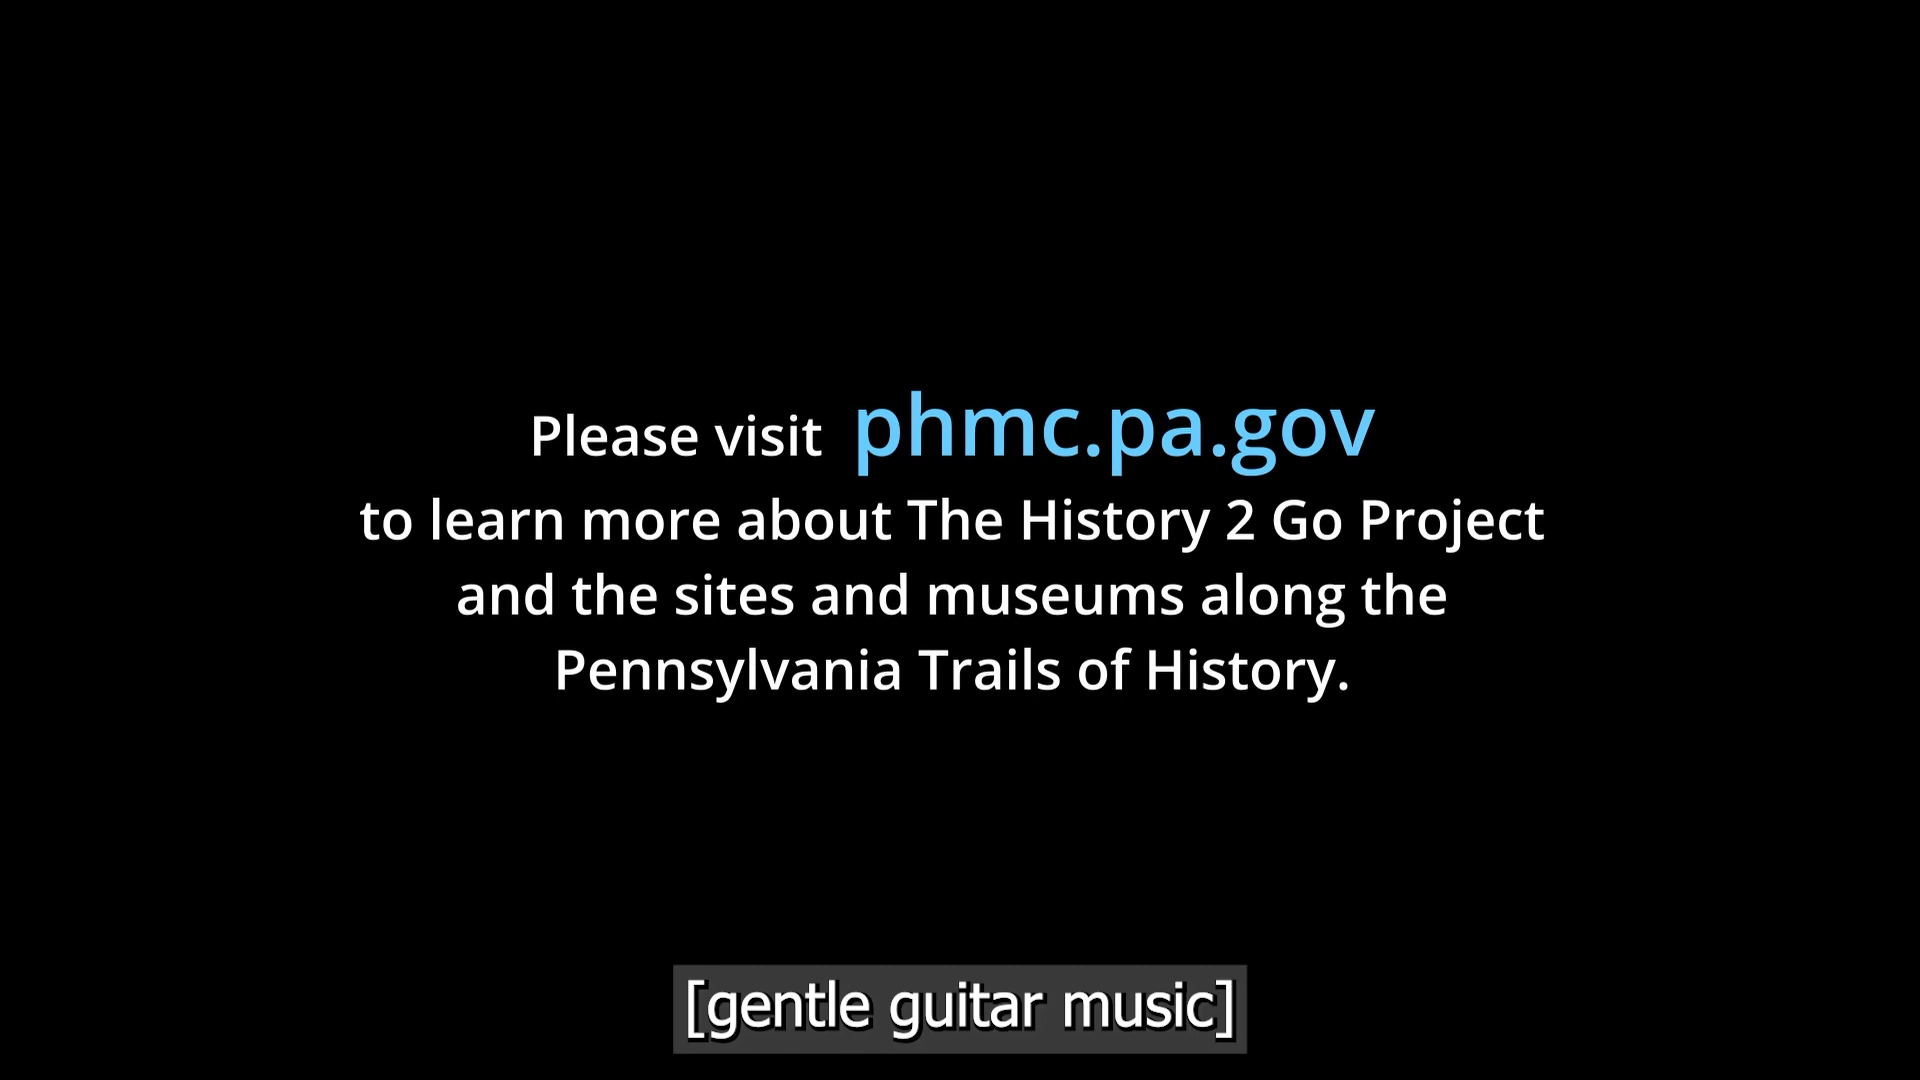 Please visit phmc.pa.gov
to learn more about The History 2 Go Project
and the sites and museums along the
Pennsylvania Trails of History.
[gentle guitar music]